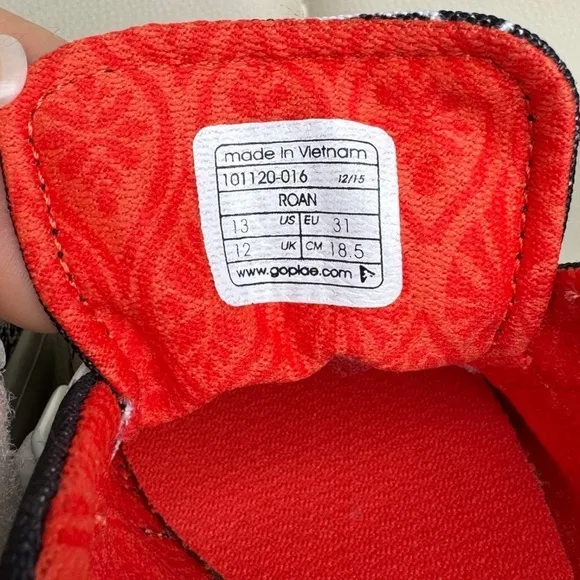 made in Vietnam
101120-016 12/15
ROAN
13 US EU 31
12 UK CM 18.5
www.goplae.com